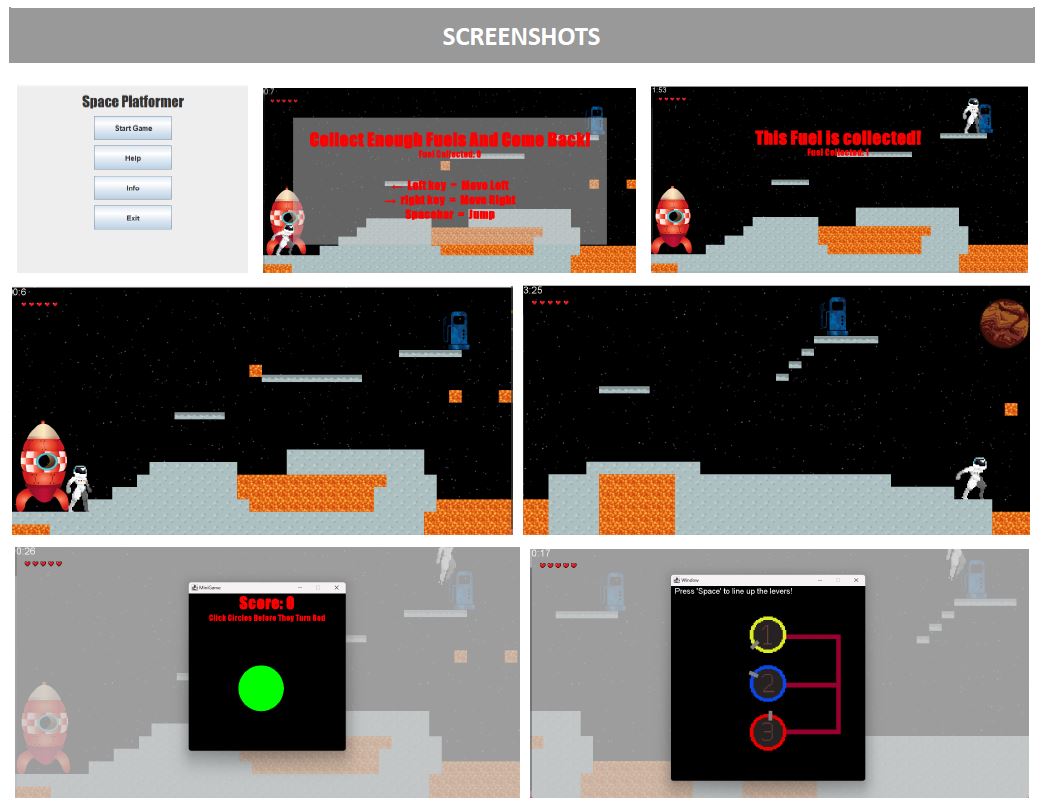 SCREENSHOTS
Space Platformer
Start Game
Help
Info
Exit
0:7
Collect Enough Fuels And Come Back!
Fuel Collected: 0
← Left key = Move Left
→ right key = Move Right
Spacebar = Jump
1:53
This Fuel is collected!
Fuel Collected: 1
0:6
3:25
0:26
MiniGame
Score: 0
Click Circles Before They Turn Red
0:17
Window
Press 'Space' to line up the levers!
1
2
3